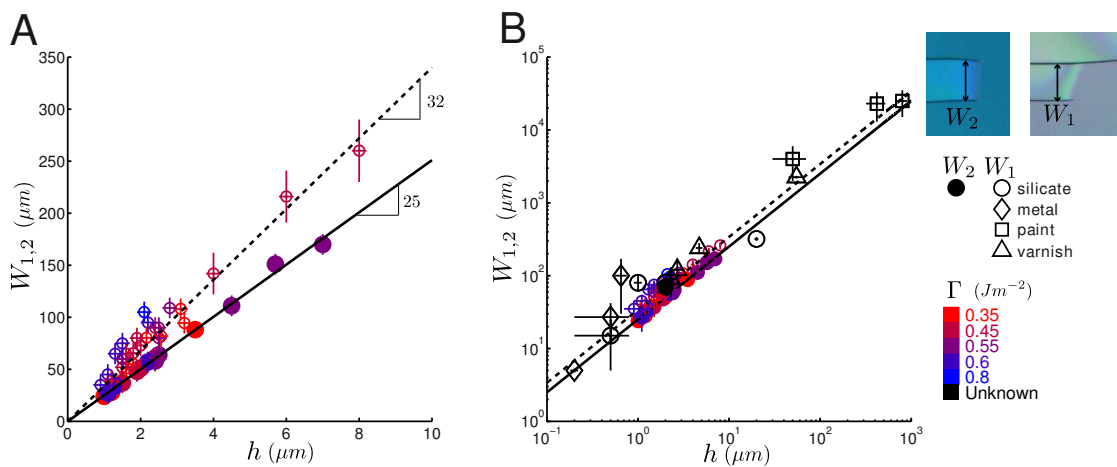 A
B
350
300
250
200
150
100
50
0
0
2
4
6
8
10
32
25
W1,2 (μm)
h (μm)
10^5
10^4
10^3
10^2
10^1
10^0
10^−1
10^0
10^1
10^2
10^3
W1,2 (μm)
h (μm)
W2
W1
W2 W1
silicate
metal
paint
varnish
Γ (Jm−2)
0.35
0.45
0.55
0.6
0.8
Unknown